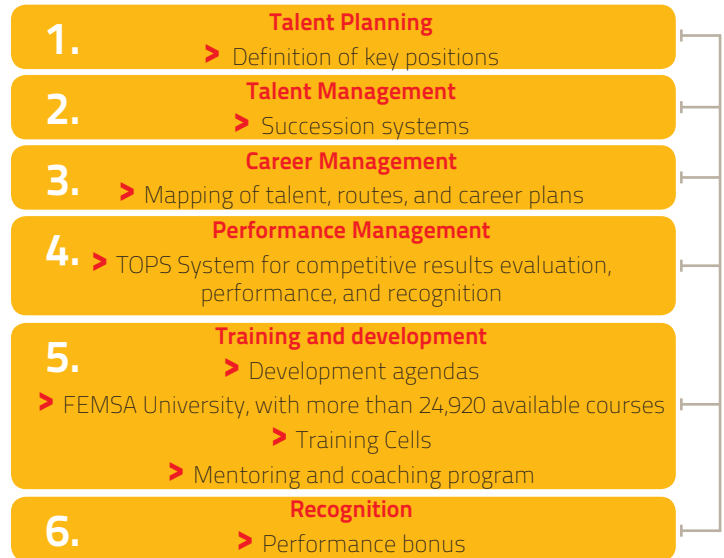 1.
Talent Planning
> Definition of key positions
2.
Talent Management
> Succession systems
3.
Career Management
> Mapping of talent, routes, and career plans
4.
Performance Management
> TOPS System for competitive results evaluation,
performance, and recognition
5.
Training and development
> Development agendas
> FEMSA University, with more than 24,920 available courses
> Training Cells
> Mentoring and coaching program
6.
Recognition
> Performance bonus